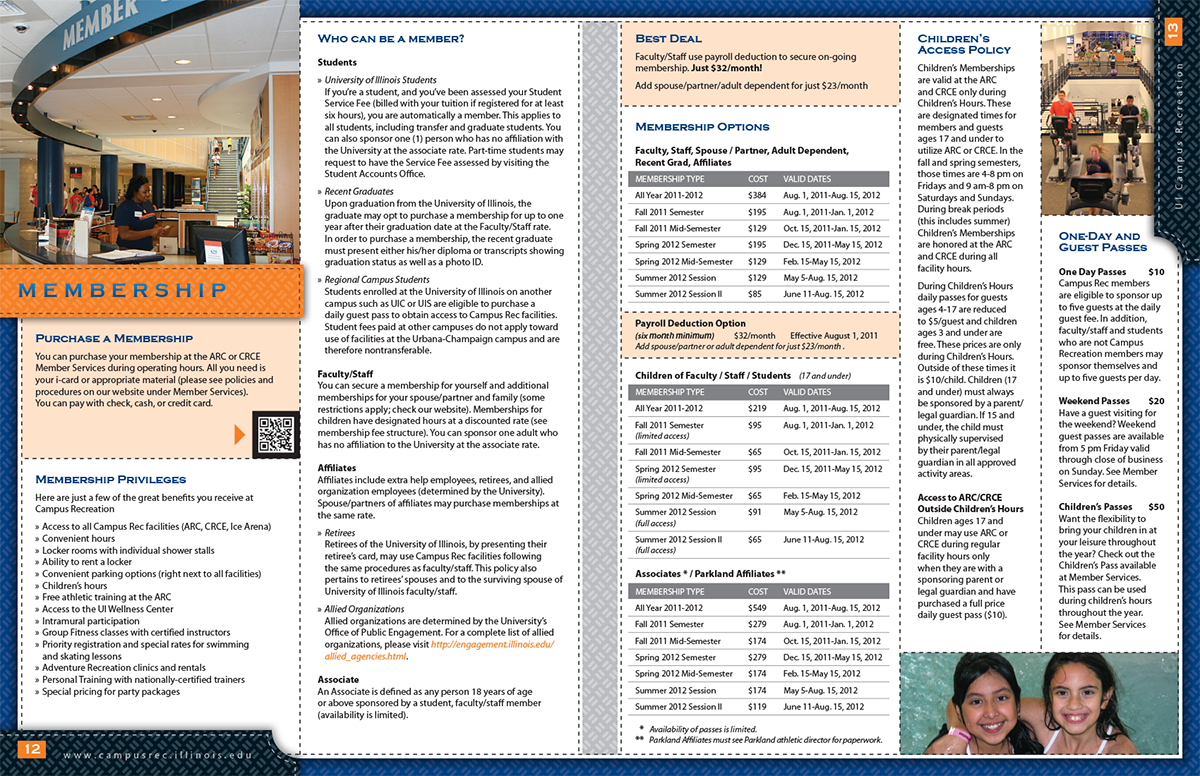 MEMBER
MEMBERSHIP
Purchase a Membership
You can purchase your membership at the ARC or CRCE
Member Services during operating hours. All you need is
your i-card or appropriate material (please see policies and
procedures on our website under Member Services).
You can pay with check, cash, or credit card.
Membership Privileges
Here are just a few of the great benefits you receive at
Campus Recreation
» Access to all Campus Rec facilities (ARC, CRCE, Ice Arena)
» Convenient hours
» Locker rooms with individual shower stalls
» Ability to rent a locker
» Convenient parking options (right next to all facilities)
» Children's hours
» Free athletic training at the ARC
» Access to the UI Wellness Center
» Intramural participation
» Group Fitness classes with certified instructors
» Priority registration and special rates for swimming
and skating lessons
» Adventure Recreation clinics and rentals
» Personal Training with nationally-certified trainers
» Special pricing for party packages
12
www.campusrec.illinois.edu
Who can be a member?
Students
» University of Illinois Students
If you're a student, and you've been assessed your Student
Service Fee (billed with your tuition if registered for at least
six hours), you are automatically a member. This applies to
all students, including transfer and graduate students. You
can also sponsor one (1) person who has no affiliation with
the University at the associate rate. Part-time students may
request to have the Service Fee assessed by visiting the
Student Accounts Office.
» Recent Graduates
Upon graduation from the University of Illinois, the
graduate may opt to purchase a membership for up to one
year after their graduation date at the Faculty/Staff rate.
In order to purchase a membership, the recent graduate
must present either his/her diploma or transcripts showing
graduation status as well as a photo ID.
» Regional Campus Students
Students enrolled at the University of Illinois on another
campus such as UIC or UIS are eligible to purchase a
daily guest pass to obtain access to Campus Rec facilities.
Student fees paid at other campuses do not apply toward
use of facilities at the Urbana-Champaign campus and are
therefore nontransferable.
Faculty/Staff
You can secure a membership for yourself and additional
memberships for your spouse/partner and family (some
restrictions apply; check our website). Memberships for
children have designated hours at a discounted rate (see
membership fee structure). You can sponsor one adult who
has no affiliation to the University at the associate rate.
Affiliates
Affiliates include extra help employees, retirees, and allied
organization employees (determined by the University).
Spouse/partners of affiliates may purchase memberships at
the same rate.
» Retirees
Retirees of the University of Illinois, by presenting their
retiree's card, may use Campus Rec facilities following
the same procedures as faculty/staff. This policy also
pertains to retirees' spouses and to the surviving spouse of
University of Illinois faculty/staff.
» Allied Organizations
Allied organizations are determined by the University's
Office of Public Engagement. For a complete list of allied
organizations, please visit http://engagement.illinois.edu/
allied_agencies.html.
Associate
An Associate is defined as any person 18 years of age
or above sponsored by a student, faculty/staff member
(availability is limited).
Best Deal
Faculty/Staff use payroll deduction to secure on-going
membership. Just $32/month!
Add spouse/partner/adult dependent for just $23/month
Membership Options
Faculty, Staff, Spouse / Partner, Adult Dependent,
Recent Grad, Affiliates
MEMBERSHIP TYPE COST VALID DATES
All Year 2011-2012 $384 Aug. 1, 2011-Aug. 15, 2012
Fall 2011 Semester $195 Aug. 1, 2011-Jan. 1, 2012
Fall 2011 Mid-Semester $129 Oct. 15, 2011-Jan. 15, 2012
Spring 2012 Semester $195 Dec. 15, 2011-May 15, 2012
Spring 2012 Mid-Semester $129 Feb. 15-May 15, 2012
Summer 2012 Session $129 May 5-Aug. 15, 2012
Summer 2012 Session II $85 June 11-Aug. 15, 2012
Payroll Deduction Option
(six month minimum) $32/month Effective August 1, 2011
Add spouse/partner or adult dependent for just $23/month .
Children of Faculty / Staff / Students (17 and under)
MEMBERSHIP TYPE COST VALID DATES
All Year 2011-2012 $219 Aug. 1, 2011-Aug. 15, 2012
Fall 2011 Semester $95 Aug. 1, 2011-Jan. 1, 2012
(limited access)
Fall 2011 Mid-Semester $65 Oct. 15, 2011-Jan. 15, 2012
Spring 2012 Semester $95 Dec. 15, 2011-May 15, 2012
(limited access)
Spring 2012 Mid-Semester $65 Feb. 15-May 15, 2012
Summer 2012 Session $91 May 5-Aug. 15, 2012
(full access)
Summer 2012 Session II $65 June 11-Aug. 15, 2012
(full access)
Associates * / Parkland Affiliates **
MEMBERSHIP TYPE COST VALID DATES
All Year 2011-2012 $549 Aug. 1, 2011-Aug. 15, 2012
Fall 2011 Semester $279 Aug. 1, 2011-Jan. 1, 2012
Fall 2011 Mid-Semester $174 Oct. 15, 2011-Jan. 15, 2012
Spring 2012 Semester $279 Dec. 15, 2011-May 15, 2012
Spring 2012 Mid-Semester $174 Feb. 15-May 15, 2012
Summer 2012 Session $174 May 5-Aug. 15, 2012
Summer 2012 Session II $119 June 11-Aug. 15, 2012
* Availability of passes is limited.
** Parkland Affiliates must see Parkland athletic director for paperwork.
Children's
Access Policy
Children's Memberships
are valid at the ARC
and CRCE only during
Children's Hours. These
are designated times for
members and guests
ages 17 and under to
utilize ARC or CRCE. In the
fall and spring semesters,
those times are 4-8 pm on
Fridays and 9 am-8 pm on
Saturdays and Sundays.
During break periods
(this includes summer)
Children's Memberships
are honored at the ARC
and CRCE during all
facility hours.
During Children's Hours
daily passes for guests
ages 4-17 are reduced
to $5/guest and children
ages 3 and under are
free. These prices are only
during Children's Hours.
Outside of these times it
is $10/child. Children (17
and under) must always
be sponsored by a parent/
legal guardian. If 15 and
under, the child must
physically supervised
by their parent/legal
guardian in all approved
activity areas.
Access to ARC/CRCE
Outside Children's Hours
Children ages 17 and
under may use ARC or
CRCE during regular
facility hours only
when they are with a
sponsoring parent or
legal guardian and have
purchased a full price
daily guest pass ($10).
One-Day and
Guest Passes
One Day Passes $10
Campus Rec members
are eligible to sponsor up
to five guests at the daily
guest fee. In addition,
faculty/staff and students
who are not Campus
Recreation members may
sponsor themselves and
up to five guests per day.
Weekend Passes $20
Have a guest visiting for
the weekend? Weekend
guest passes are available
from 5 pm Friday valid
through close of business
on Sunday. See Member
Services for details.
Children's Passes $50
Want the flexibility to
bring your children in at
your leisure throughout
the year? Check out the
Children's Pass available
at Member Services.
This pass can be used
during children's hours
throughout the year.
See Member Services
for details.
13
UI Campus Recreation